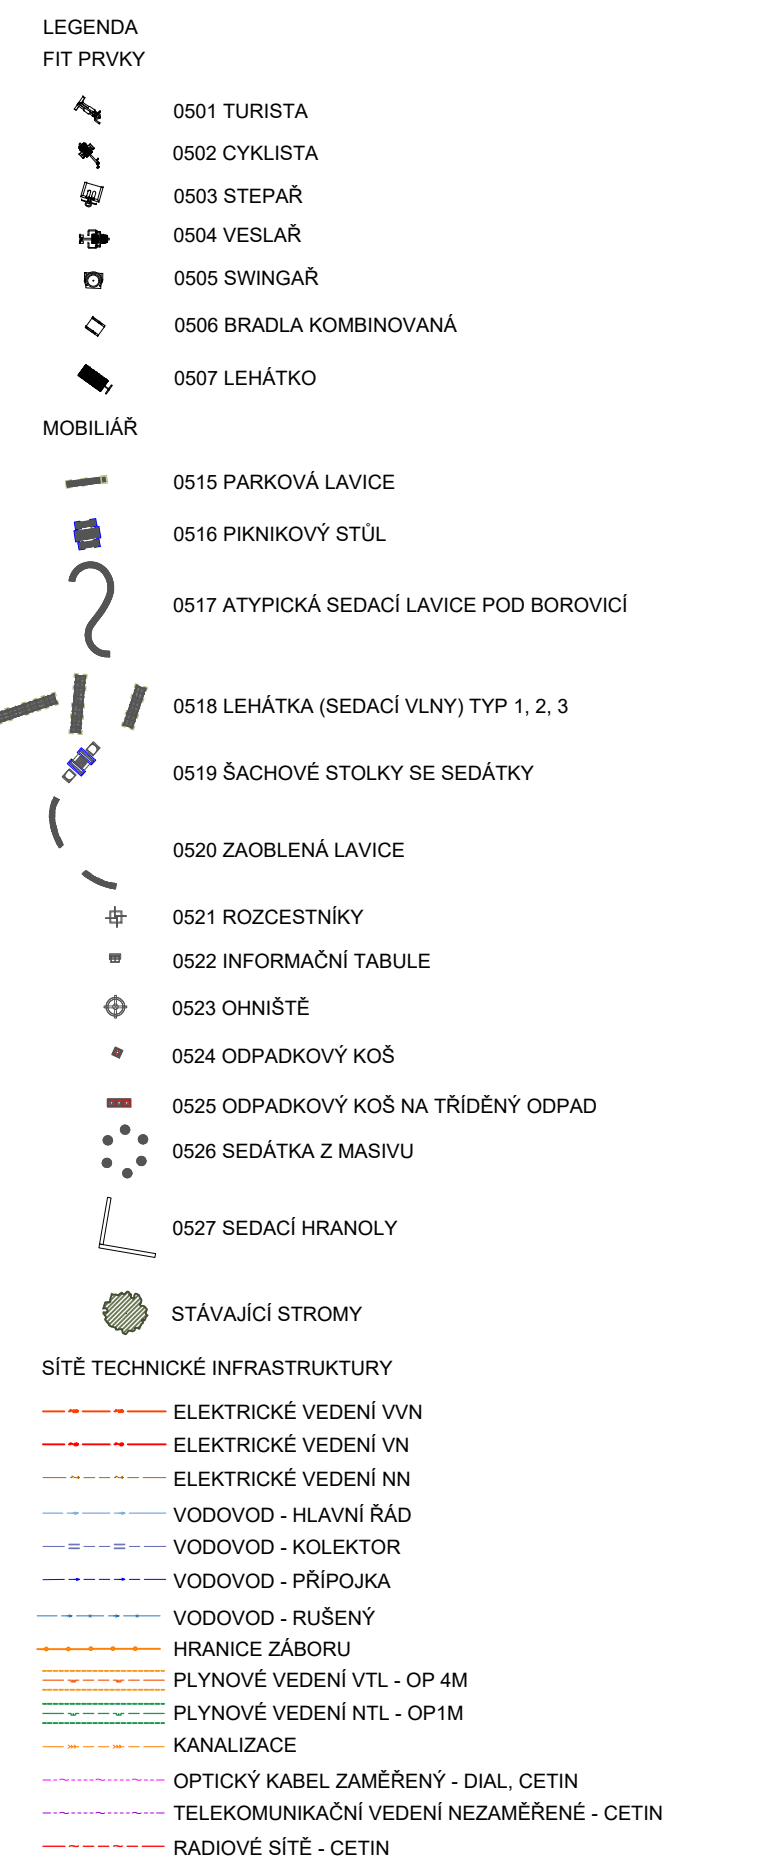 LEGENDA
FIT PRVKY
0501 TURISTA
0502 CYKLISTA
0503 STEPAŘ
0504 VESLAŘ
0505 SWINGAŘ
0506 BRADLA KOMBINOVANÁ
0507 LEHÁTKO
MOBILIÁŘ
0515 PARKOVÁ LAVICE
0516 PIKNIKOVÝ STŮL
0517 ATYPICKÁ SEDACÍ LAVICE POD BOROVICÍ
0518 LEHÁTKA (SEDACÍ VLNY) TYP 1, 2, 3
0519 ŠACHOVÉ STOLKY SE SEDÁTKY
0520 ZAOBLENÁ LAVICE
0521 ROZCESTNÍKY
0522 INFORMAČNÍ TABULE
0523 OHNIŠTĚ
0524 ODPADKOVÝ KOŠ
0525 ODPADKOVÝ KOŠ NA TŘÍDĚNÝ ODPAD
0526 SEDÁTKA Z MASIVU
0527 SEDACÍ HRANOLY
STÁVAJÍCÍ STROMY
SÍTĚ TECHNICKÉ INFRASTRUKTURY
ELEKTRICKÉ VEDENÍ VVN
ELEKTRICKÉ VEDENÍ VN
ELEKTRICKÉ VEDENÍ NN
VODOVOD - HLAVNÍ ŘÁD
VODOVOD - KOLEKTOR
VODOVOD - PŘÍPOJKA
VODOVOD - RUŠENÝ
HRANICE ZÁBORU
PLYNOVÉ VEDENÍ VTL - OP 4M
PLYNOVÉ VEDENÍ NTL - OP1M
KANALIZACE
OPTICKÝ KABEL ZAMĚŘENÝ - DIAL, CETIN
TELEKOMUNIKAČNÍ VEDENÍ NEZAMĚŘENÉ - CETIN
RADIOVÉ SÍTĚ - CETIN